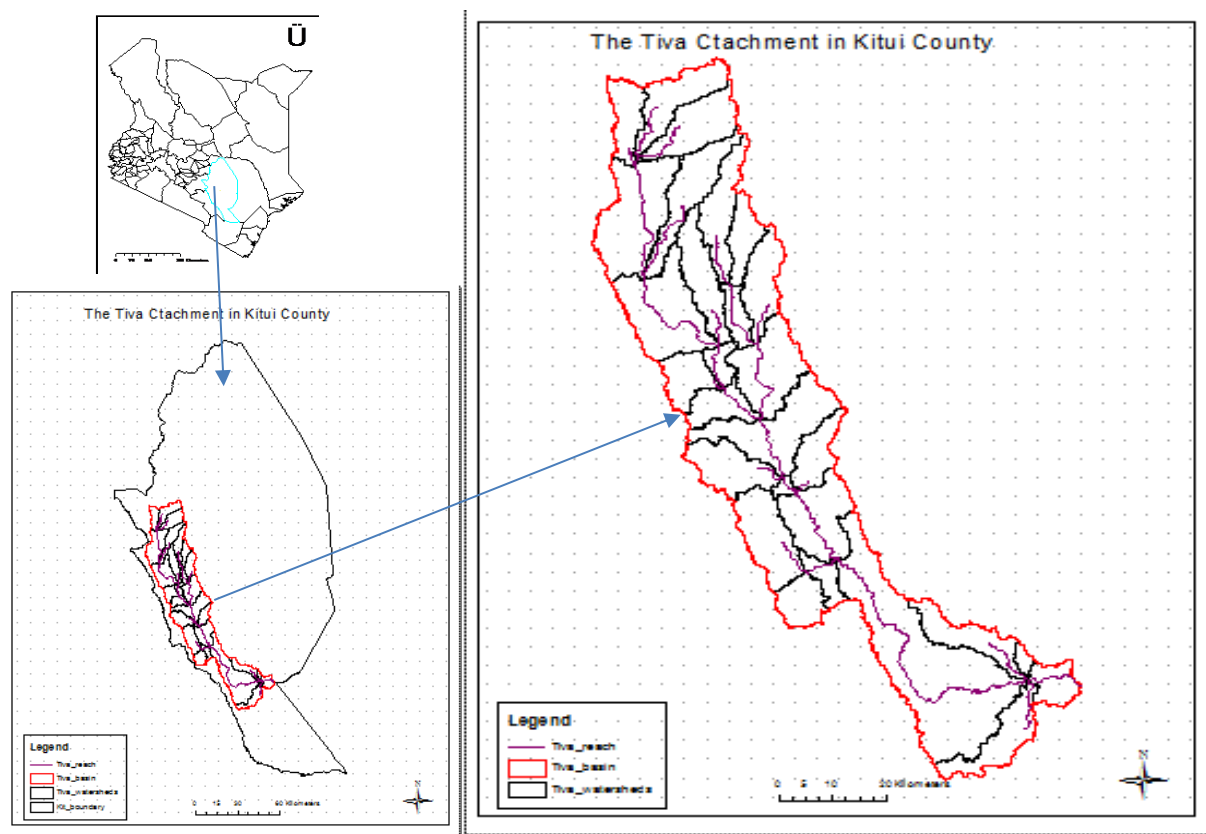 Ü
The Tiva Ctachment in Kitui County
Legend
Tiva_reach
Tiva_basin
Tiva_watersheds
Kit_boundary
N
0 15 30 60 Kilometers
The Tiva Ctachment in Kitui County
Legend
Tiva_reach
Tiva_basin
Tiva_watersheds
N
0 5 10 20 Kilometers